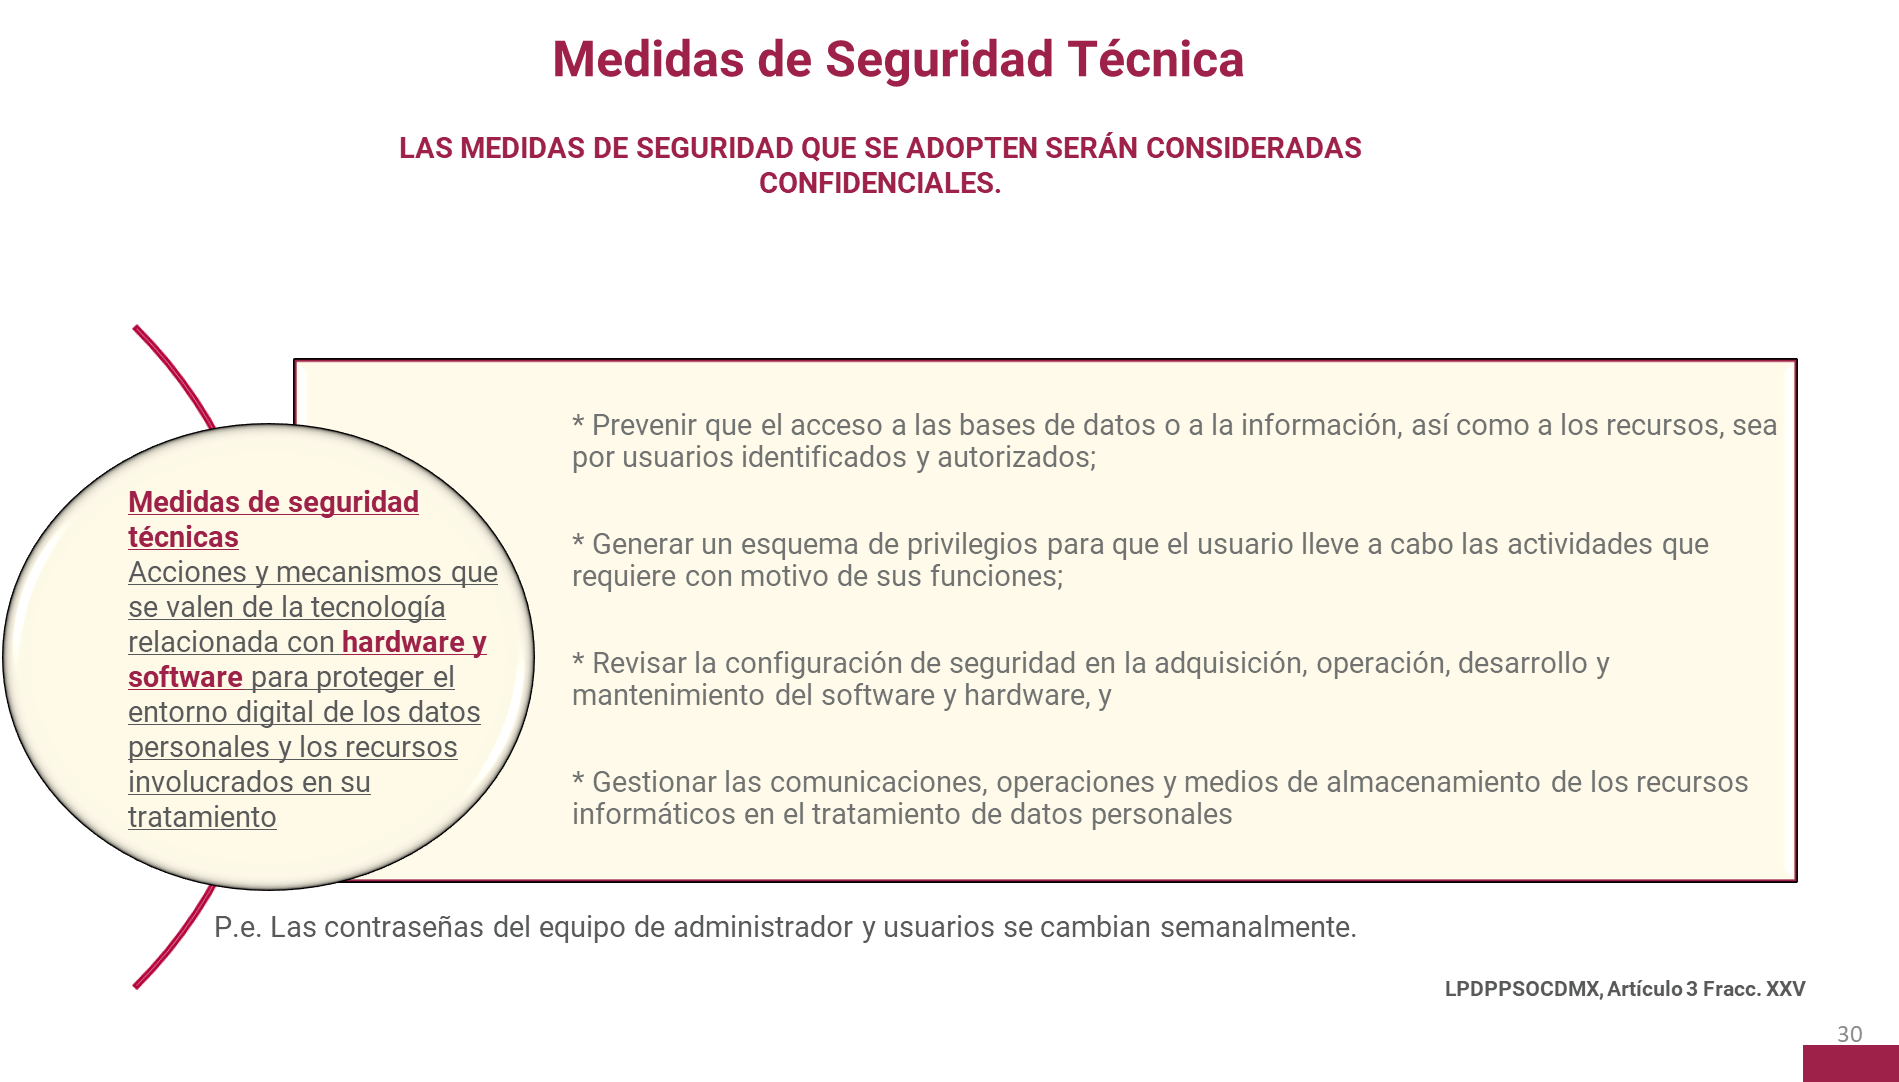 Medidas de Seguridad Técnica
LAS MEDIDAS DE SEGURIDAD QUE SE ADOPTEN SERÁN CONSIDERADAS
CONFIDENCIALES.
Medidas de seguridad
técnicas
Acciones y mecanismos que
se valen de la tecnología
relacionada con hardware y
software para proteger el
entorno digital de los datos
personales y los recursos
involucrados en su
tratamiento
* Prevenir que el acceso a las bases de datos o a la información, así como a los recursos, sea
por usuarios identificados y autorizados;
* Generar un esquema de privilegios para que el usuario lleve a cabo las actividades que
requiere con motivo de sus funciones;
* Revisar la configuración de seguridad en la adquisición, operación, desarrollo y
mantenimiento del software y hardware, y
* Gestionar las comunicaciones, operaciones y medios de almacenamiento de los recursos
informáticos en el tratamiento de datos personales
P.e. Las contraseñas del equipo de administrador y usuarios se cambian semanalmente.
LPDPPSOCDMX, Artículo 3 Fracc. XXV
30